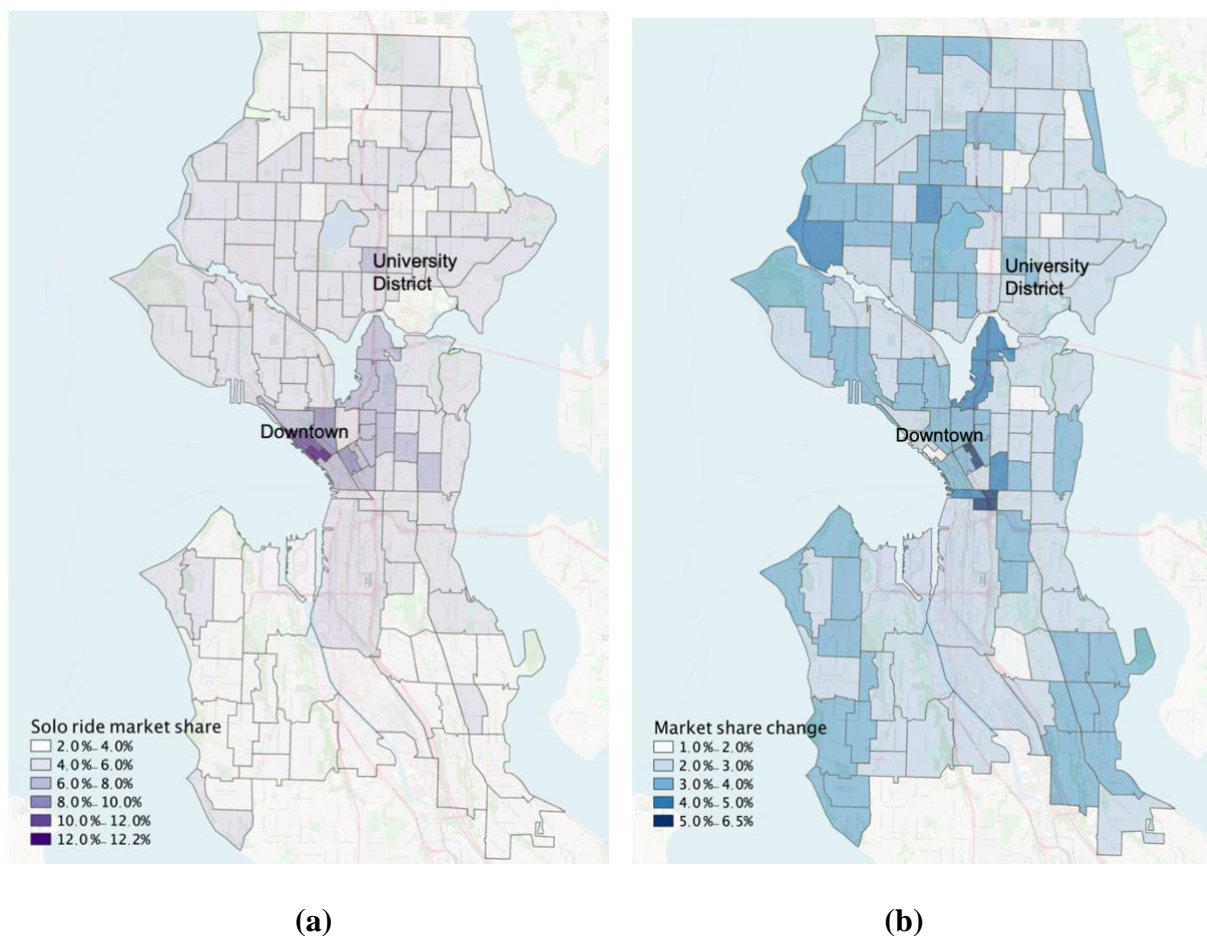 University
District
Downtown
Solo ride market share
2.0%- 4.0%
4.0%- 6.0%
6.0%- 8.0%
8.0%- 10.0%
10.0%- 12.0%
12.0%- 12.2%
University
District
Downtown
Market share change
1.0%- 2.0%
2.0%- 3.0%
3.0%- 4.0%
4.0%- 5.0%
5.0%- 6.5%
(a)
(b)